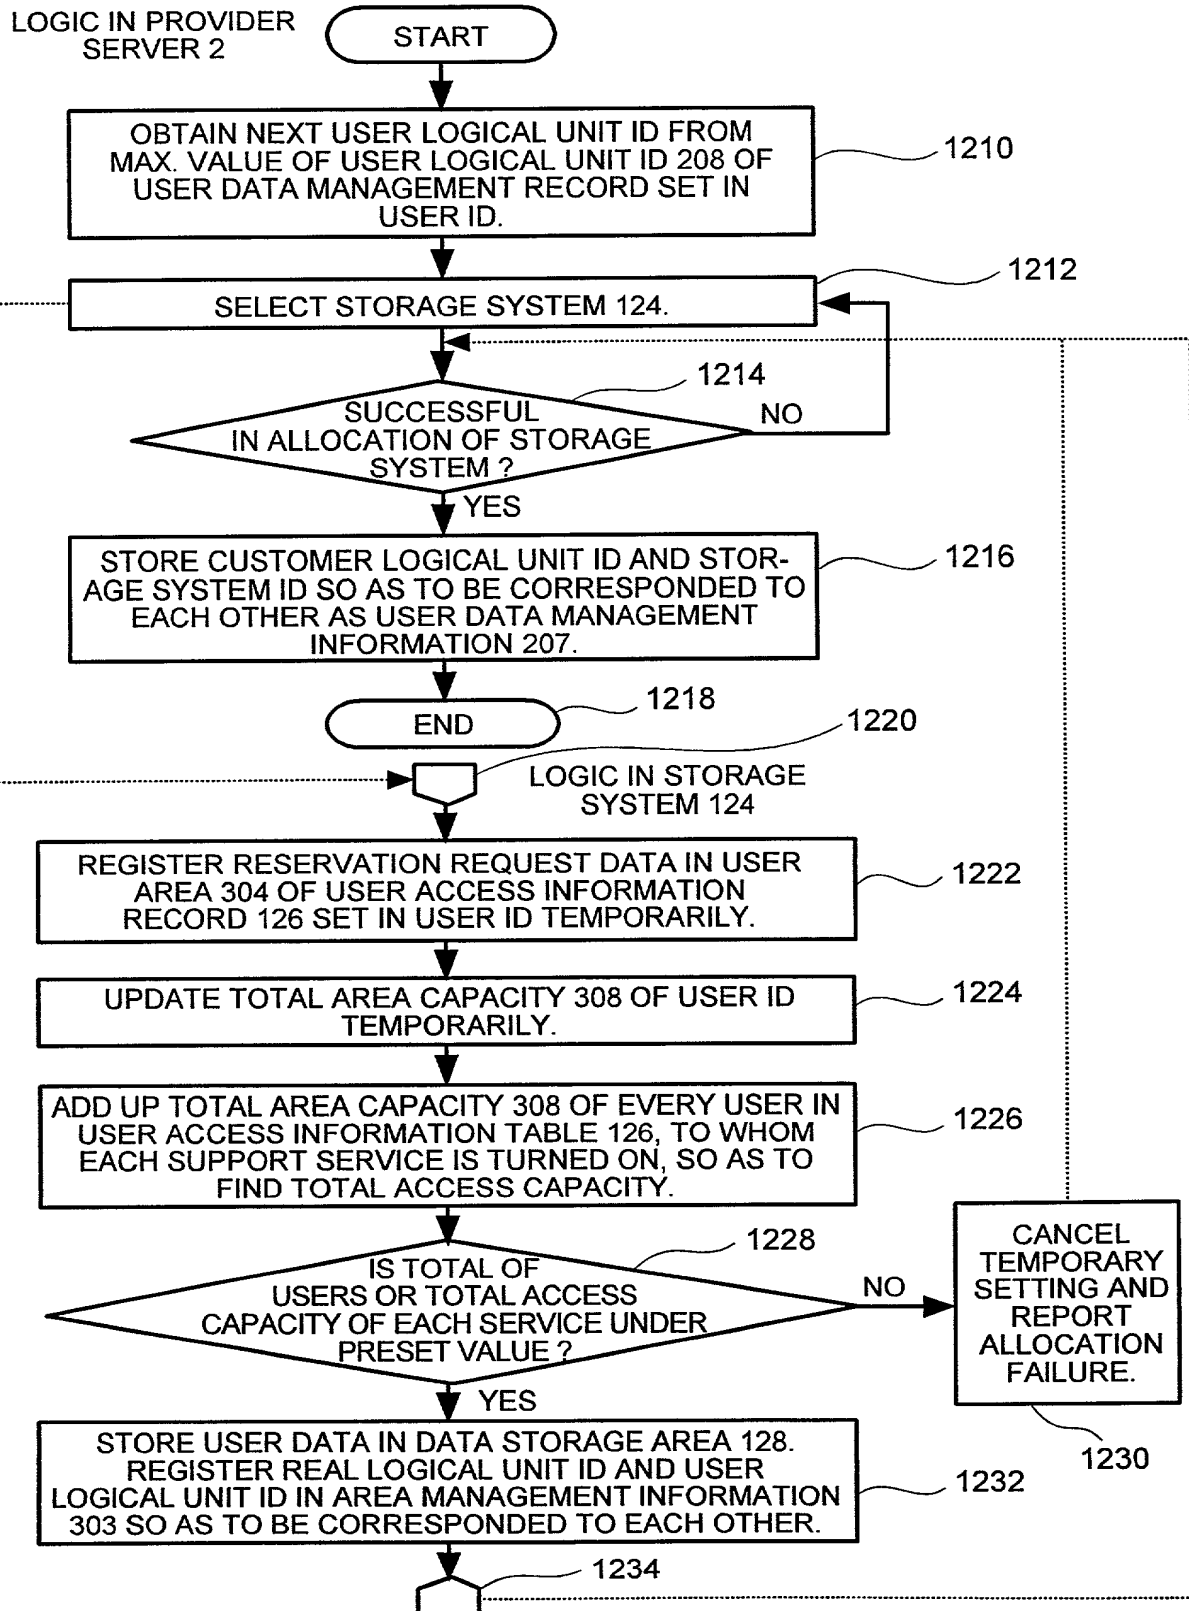 LOGIC IN PROVIDER
SERVER 2
START
OBTAIN NEXT USER LOGICAL UNIT ID FROM
MAX. VALUE OF USER LOGICAL UNIT ID 208 OF
USER DATA MANAGEMENT RECORD SET IN
USER ID.
1210
1212
SELECT STORAGE SYSTEM 124.
1214
SUCCESSFUL
IN ALLOCATION OF STORAGE
SYSTEM ?
NO
YES
STORE CUSTOMER LOGICAL UNIT ID AND STOR-
AGE SYSTEM ID SO AS TO BE CORRESPONDED TO
EACH OTHER AS USER DATA MANAGEMENT
INFORMATION 207.
1216
END
1218
1220
LOGIC IN STORAGE
SYSTEM 124
REGISTER RESERVATION REQUEST DATA IN USER
AREA 304 OF USER ACCESS INFORMATION
RECORD 126 SET IN USER ID TEMPORARILY.
1222
UPDATE TOTAL AREA CAPACITY 308 OF USER ID
TEMPORARILY.
1224
ADD UP TOTAL AREA CAPACITY 308 OF EVERY USER IN
USER ACCESS INFORMATION TABLE 126, TO WHOM
EACH SUPPORT SERVICE IS TURNED ON, SO AS TO
FIND TOTAL ACCESS CAPACITY.
1226
1228
IS TOTAL OF
USERS OR TOTAL ACCESS
CAPACITY OF EACH SERVICE UNDER
PRESET VALUE ?
NO
CANCEL
TEMPORARY
SETTING AND
REPORT
ALLOCATION
FAILURE.
1230
YES
STORE USER DATA IN DATA STORAGE AREA 128.
REGISTER REAL LOGICAL UNIT ID AND USER
LOGICAL UNIT ID IN AREA MANAGEMENT INFORMATION
303 SO AS TO BE CORRESPONDED TO EACH OTHER.
1232
1234